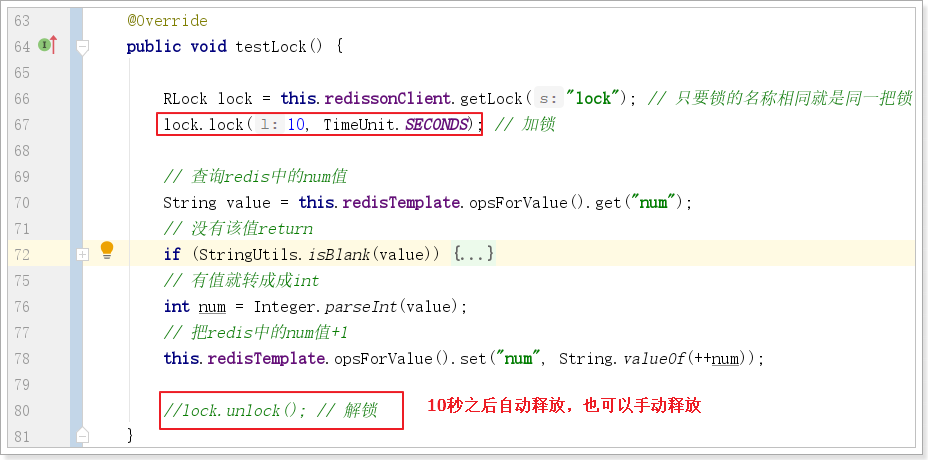 63 @Override
64 public void testLock() {
65
66 RLock lock = this.redissonClient.getLock( s: "lock"); // 只要锁的名称相同就是同一把锁
67 lock.lock( l: 10, TimeUnit.SECONDS); // 加锁
68
69 // 查询redis中的num值
70 String value = this.redisTemplate.opsForValue().get("num");
71 // 没有该值return
72 if (StringUtils.isBlank(value)) {...}
75 // 有值就转成成int
76 int num = Integer.parseInt(value);
77 // 把redis中的num值+1
78 this.redisTemplate.opsForValue().set("num", String.valueOf(++num));
79
80 //lock.unlock(); // 解锁 10秒之后自动释放，也可以手动释放
81 }